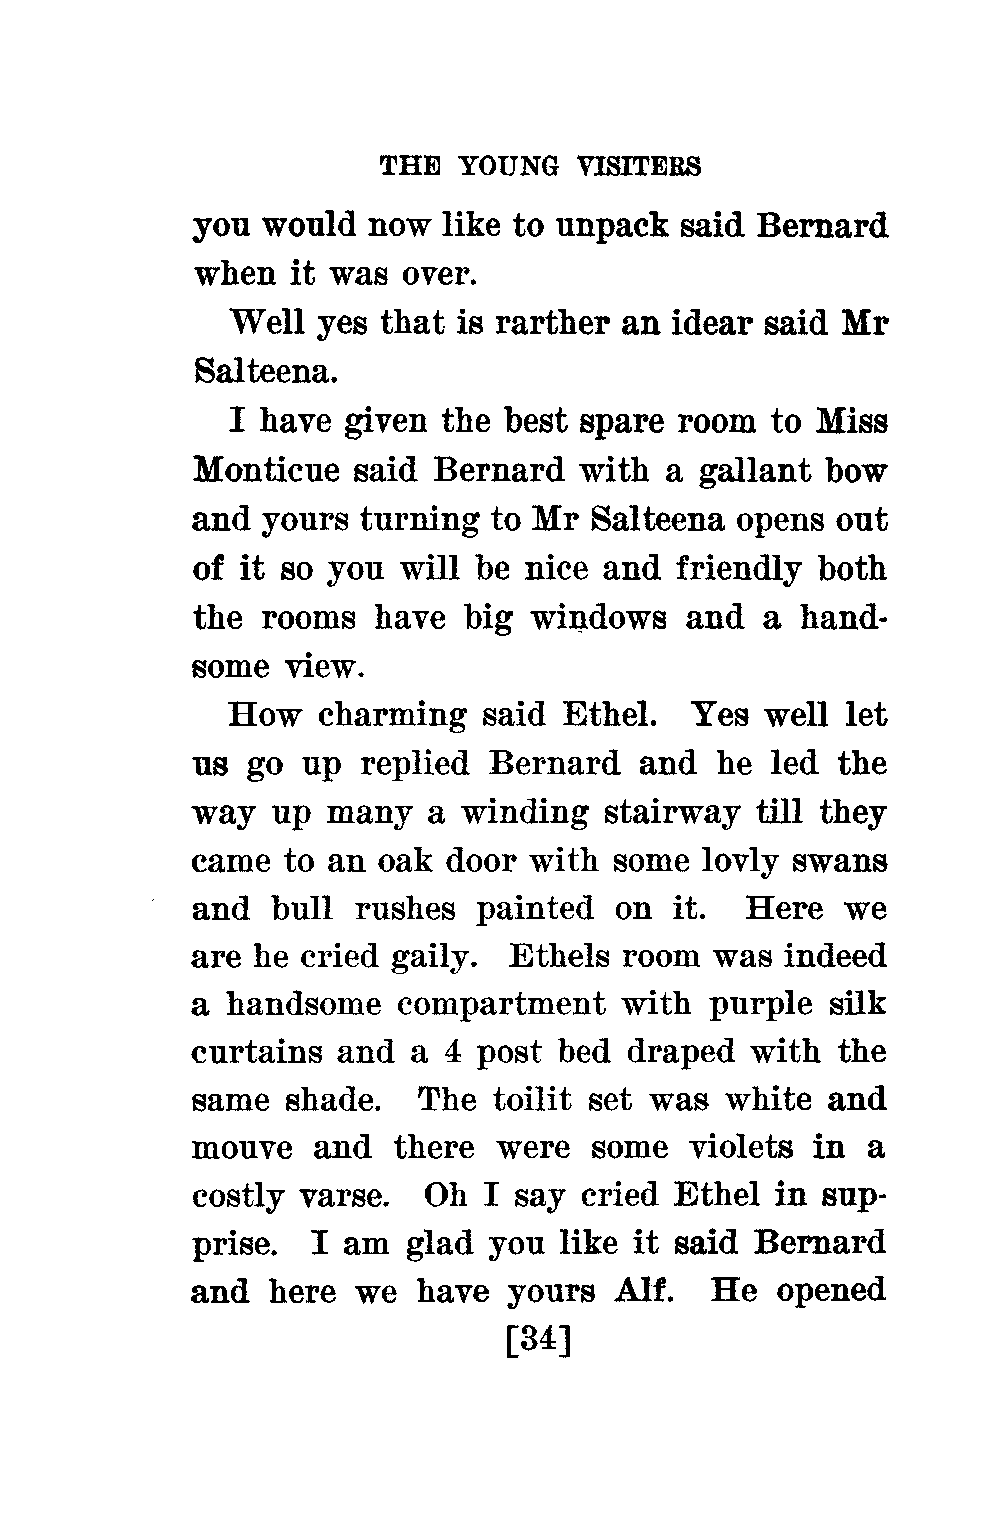 THE YOUNG VISITERS
you would now like to unpack said Bernard
when it was over.
Well yes that is rarther an idear said Mr
Salteena.
I have given the best spare room to Miss
Monticue said Bernard with a gallant bow
and yours turning to Mr Salteena opens out
of it so you will be nice and friendly both
the rooms have big windows and a hand-
some view.
How charming said Ethel. Yes well let
us go up replied Bernard and he led the
way up many a winding stairway till they
came to an oak door with some lovly swans
and bull rushes painted on it. Here we
are he cried gaily. Ethels room was indeed
a handsome compartment with purple silk
curtains and a 4 post bed draped with the
same shade. The toilit set was white and
mouve and there were some violets in a
costly varse. Oh I say cried Ethel in sup-
prise. I am glad you like it said Bernard
and here we have yours Alf. He opened
[34]